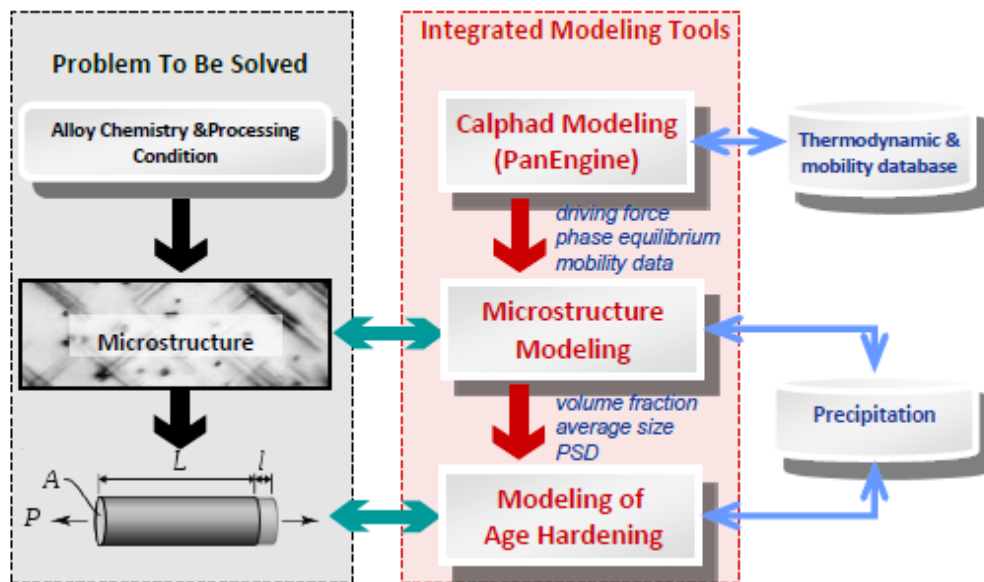 Problem To Be Solved
Alloy Chemistry &Processing
Condition
Microstructure
L
l
A
P
Integrated Modeling Tools
Calphad Modeling
(PanEngine)
driving force
phase equilibrium
mobility data
Microstructure
Modeling
volume fraction
average size
PSD
Modeling of
Age Hardening
Thermodynamic &
mobility database
Precipitation